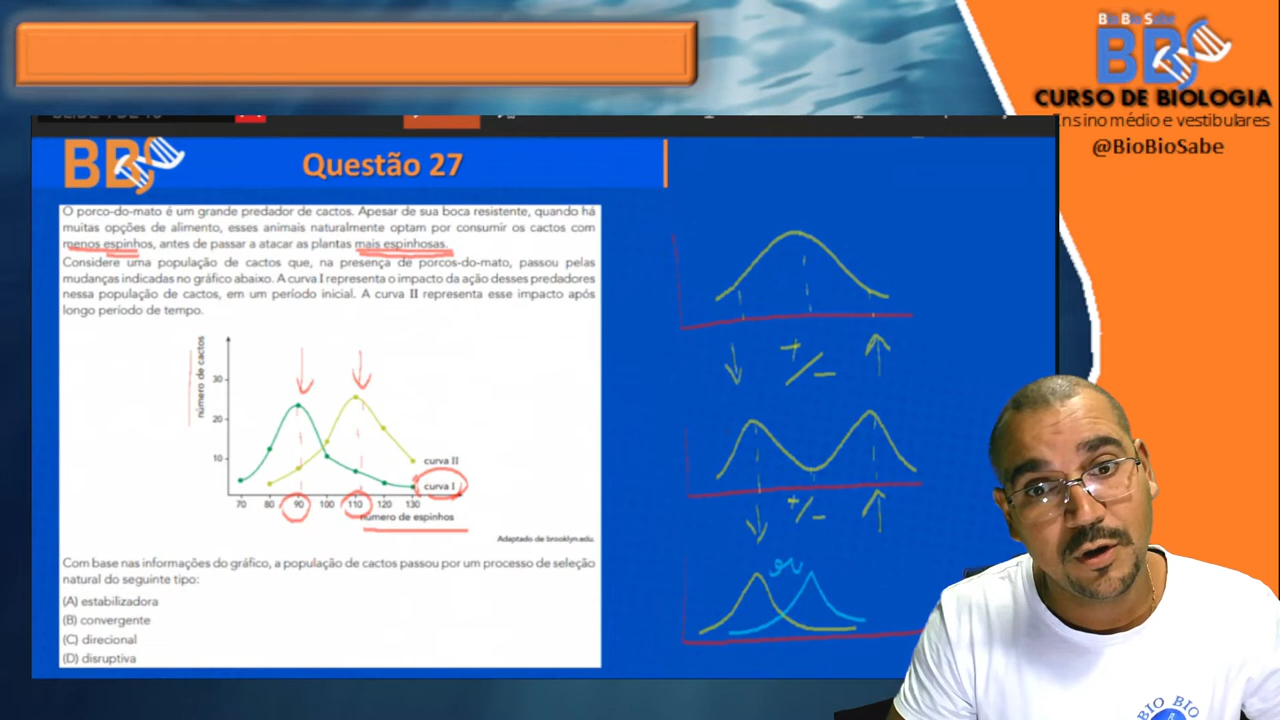 Bio Bio Sabe
BBS
CURSO DE BIOLOGIA
Ensino médio e vestibulares
@BioBioSabe
BBS
Questão 27
O porco-do-mato é um grande predador de cactos. Apesar de sua boca resistente, quando há
muitas opções de alimento, esses animais naturalmente optam por consumir os cactos com
menos espinhos, antes de passar a atacar as plantas mais espinhosas.
Considere uma população de cactos que, na presença de porcos-do-mato, passou pelas
mudanças indicadas no gráfico abaixo. A curva I representa o impacto da ação desses predadores
nessa população de cactos, em um período inicial. A curva II representa esse impacto após
longo período de tempo.
número de cactos
30
20
10
curva II
curva I
70 80 90 100 110 120 130
número de espinhos
Adaptado de brooklyn.edu.
Com base nas informações do gráfico, a população de cactos passou por um processo de seleção
natural do seguinte tipo:
(A) estabilizadora
(B) convergente
(C) direcional
(D) disruptiva
+/-
+/-
ou
BIO BIO